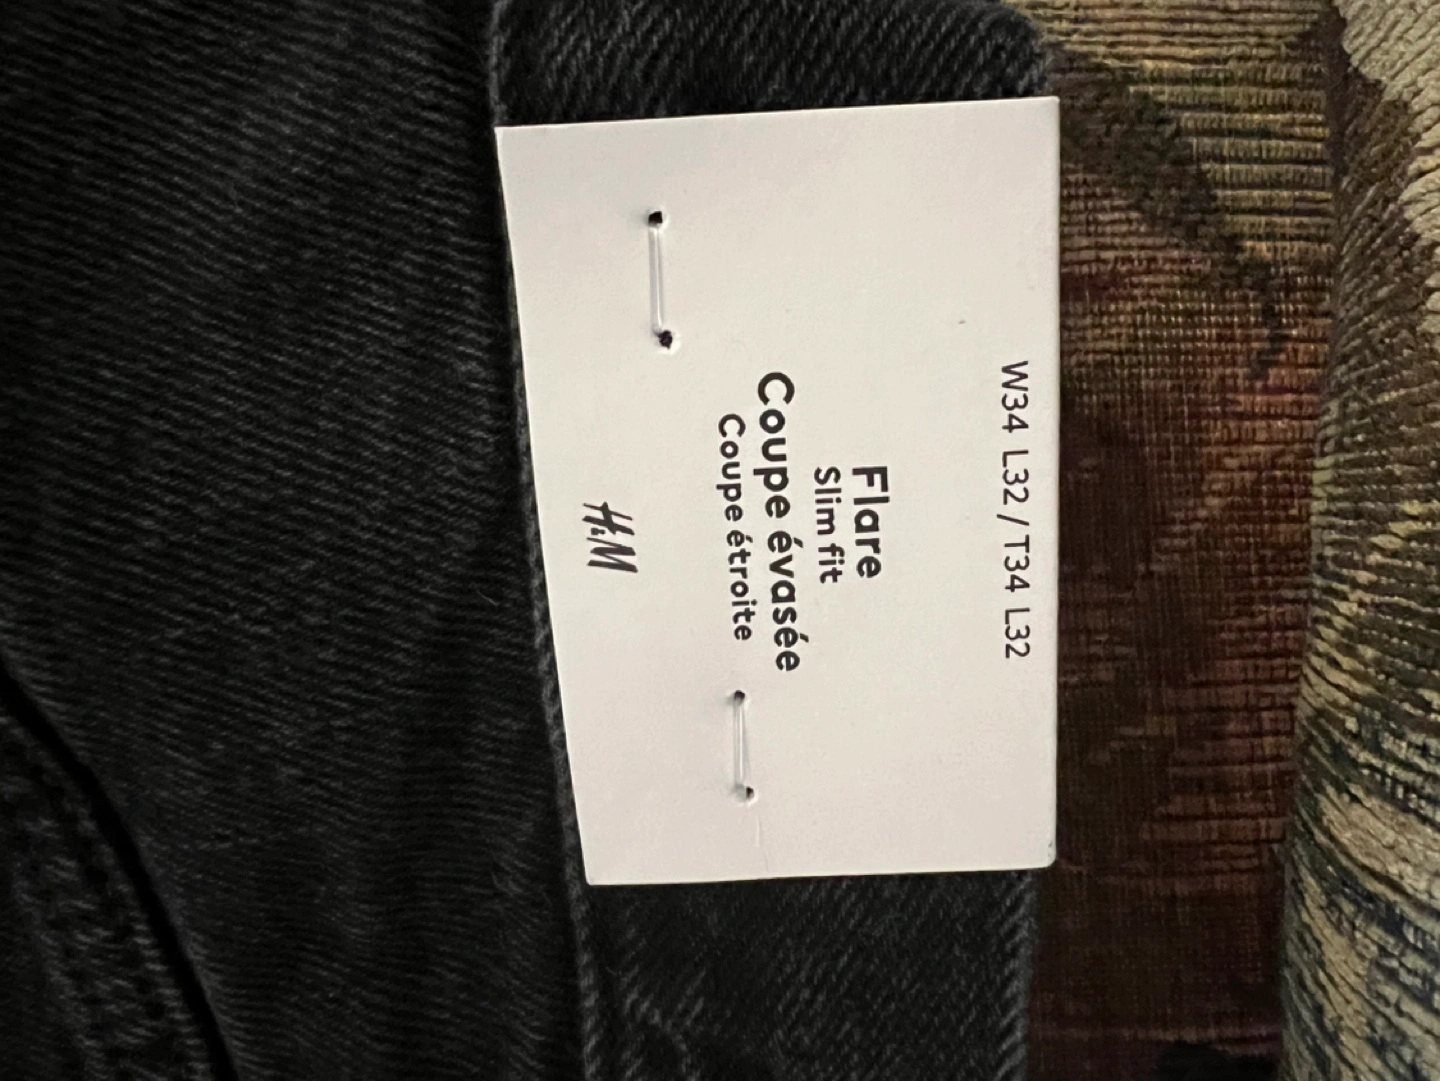 W34 L32 / T34 L32
Flare
Slim fit
Coupe évasée
Coupe étroite
H&M